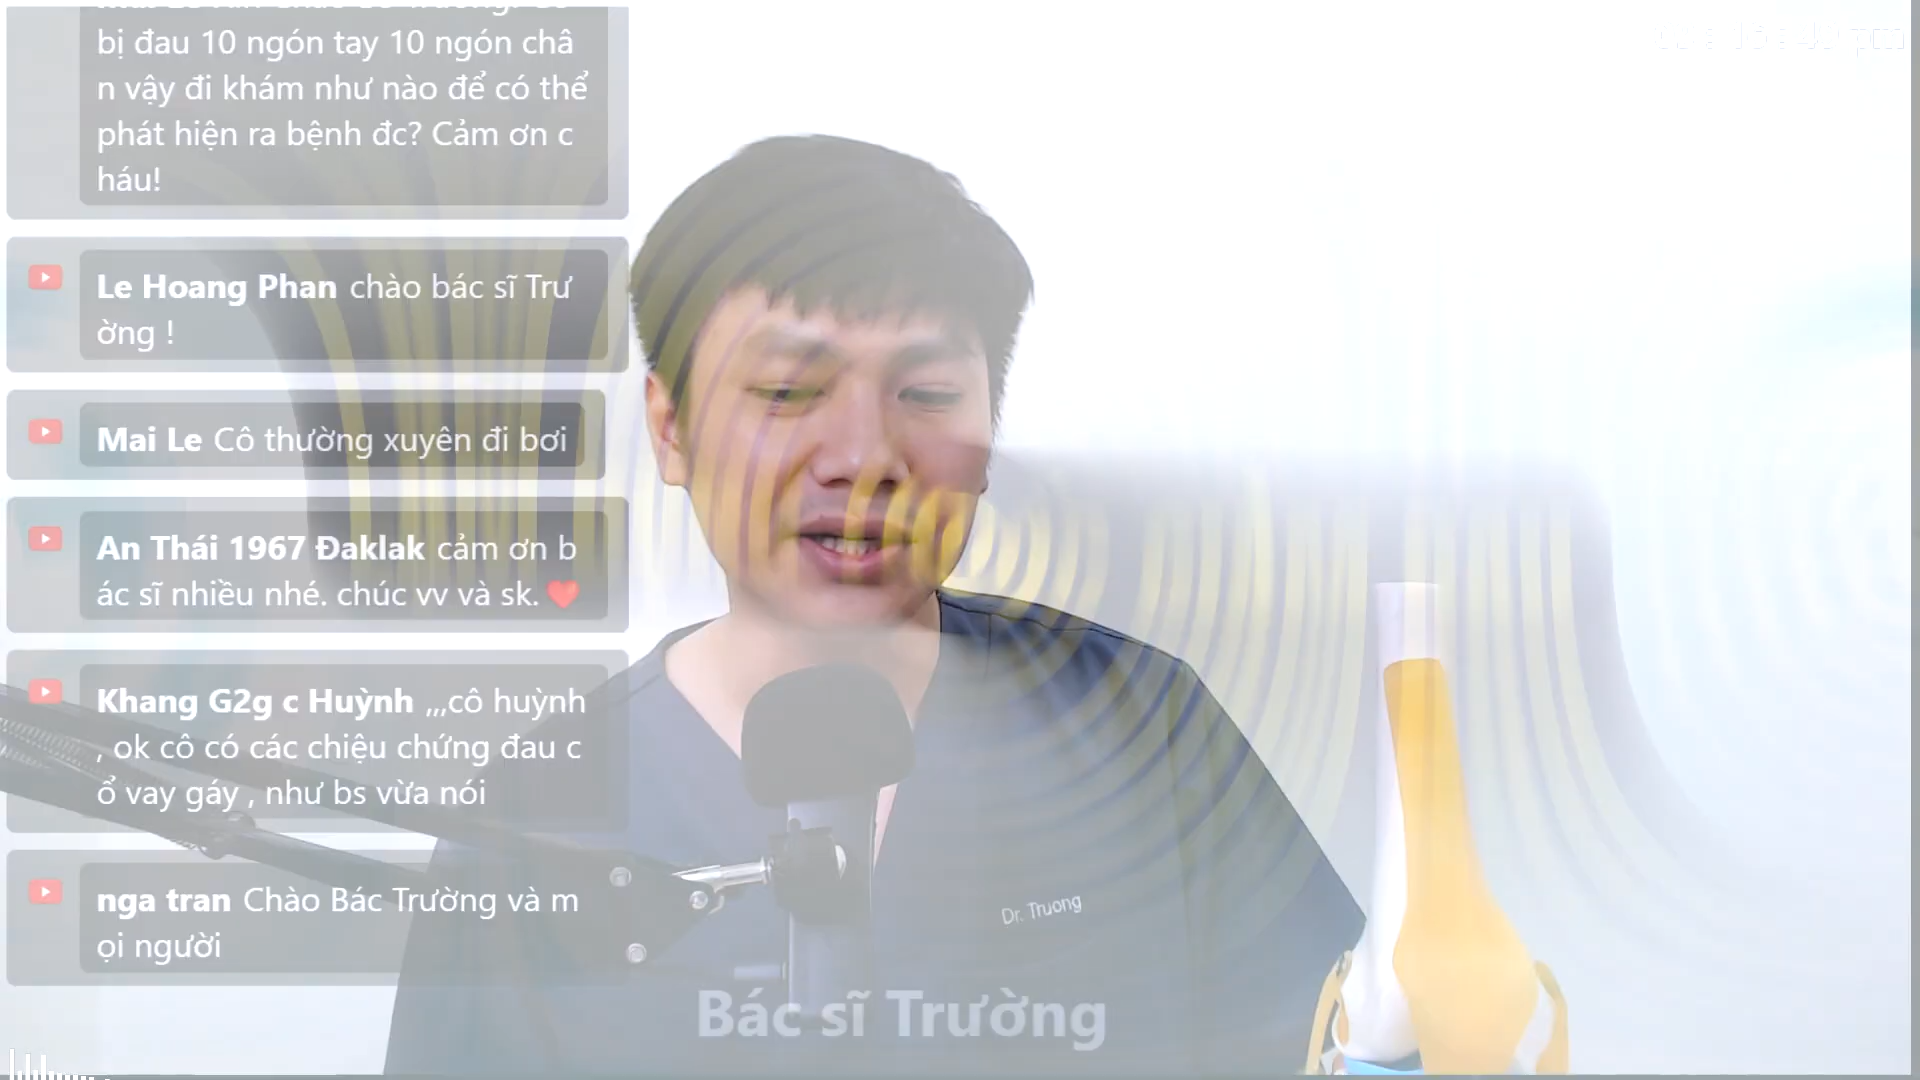 bị đau 10 ngón tay 10 ngón châ
n vậy đi khám như nào để có thể
phát hiện ra bệnh đc? Cảm ơn c
háu!
Le Hoang Phan chào bác sĩ Trư
ờng !
Mai Le Cô thường xuyên đi bơi
An Thái 1967 Đaklak cảm ơn b
ác sĩ nhiều nhé. chúc vv và sk.❤️
Khang G2g c Huỳnh ,,,cô huỳnh
, ok cô có các chiệu chứng đau c
ổ vay gáy , như bs vừa nói
nga tran Chào Bác Trường và m
ọi người
Dr. Truong
Bác sĩ Trường